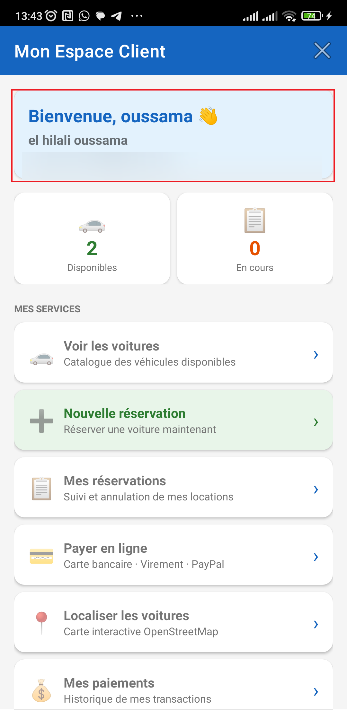 13:43
74
Mon Espace Client
Bienvenue, oussama 👋
el hilali oussama
2
Disponibles
0
En cours
MES SERVICES
Voir les voitures
Catalogue des véhicules disponibles
Nouvelle réservation
Réserver une voiture maintenant
Mes réservations
Suivi et annulation de mes locations
Payer en ligne
Carte bancaire · Virement · PayPal
Localiser les voitures
Carte interactive OpenStreetMap
Mes paiements
Historique de mes transactions